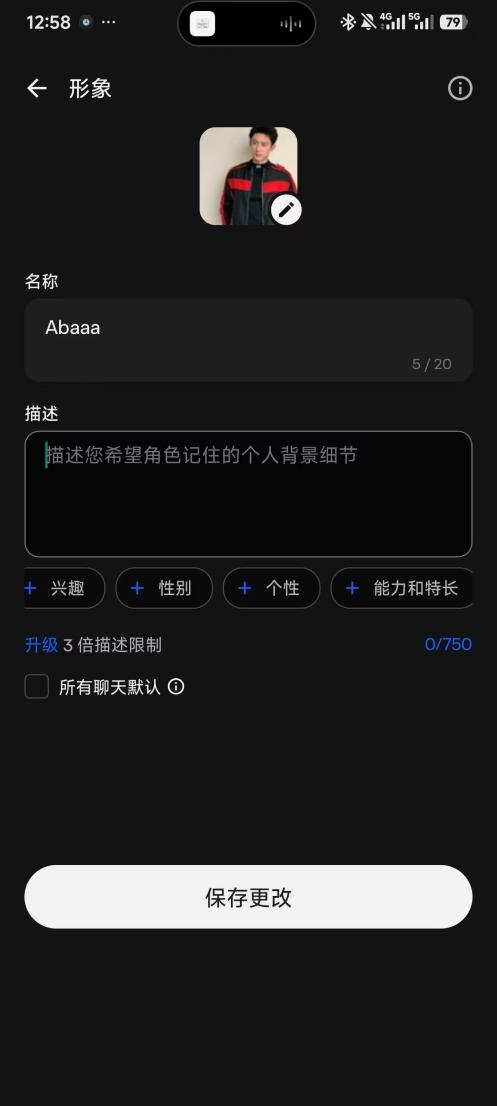 12:58 ··· 4G 5G 79
形象
名称
Abaaa
5 / 20
描述
描述您希望角色记住的个人背景细节
+ 兴趣 + 性别 + 个性 + 能力和特长
升级 3 倍描述限制 0/750
所有聊天默认
保存更改